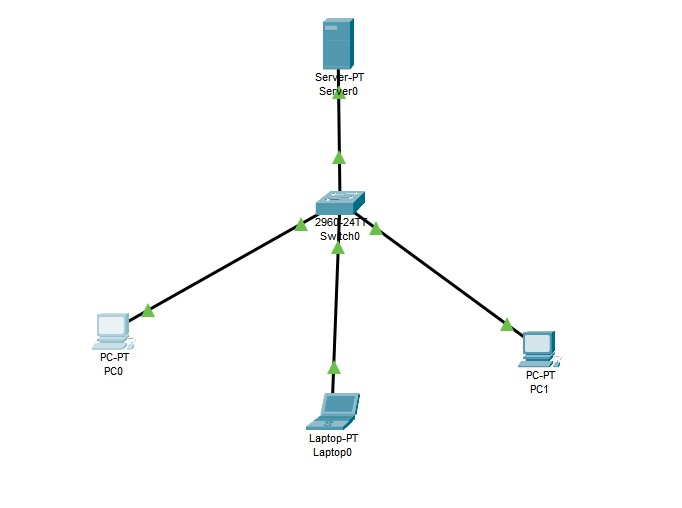 Server-PT
Server0
2960-24TT
Switch0
PC-PT
PC0
PC-PT
PC1
Laptop-PT
Laptop0